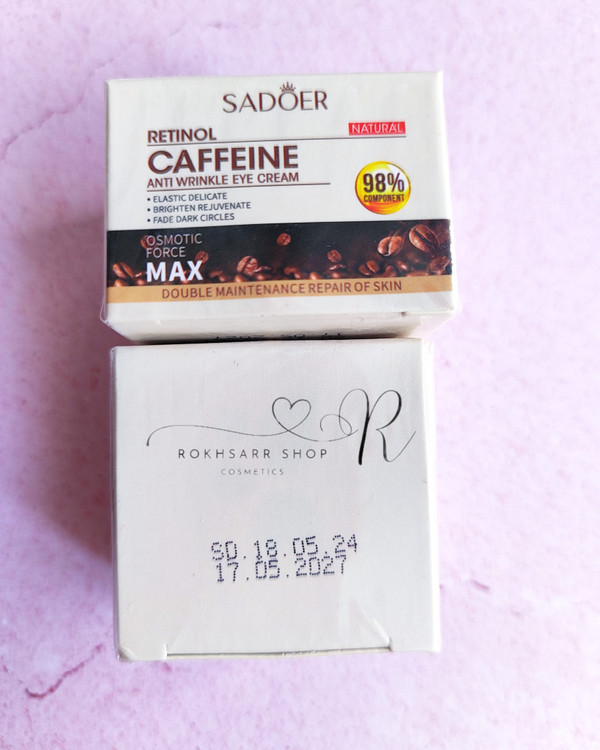 SADOER
RETINOL
NATURAL
CAFFEINE
ANTI WRINKLE EYE CREAM
• ELASTIC DELICATE
• BRIGHTEN REJUVENATE
• FADE DARK CIRCLES
98%
COMPONENT
OSMOTIC
FORCE
MAX
DOUBLE MAINTENANCE REPAIR OF SKIN
R
ROKHSARR SHOP
COSMETICS
SD.18.05.24
17.05.2027